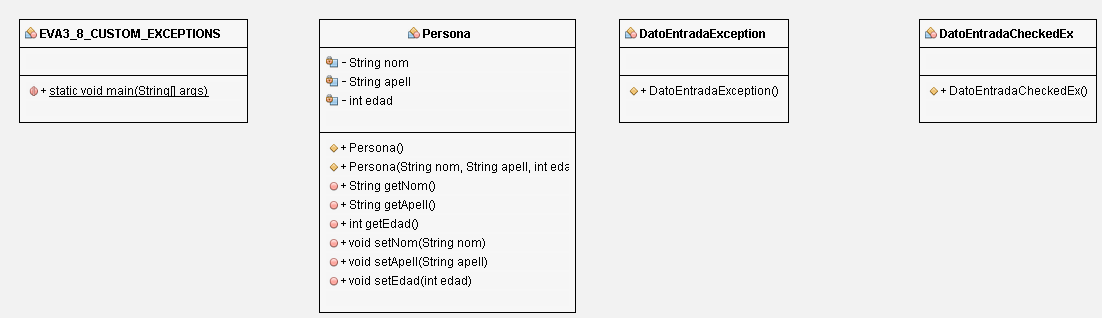 EVA3_8_CUSTOM_EXCEPTIONS
+ static void main(String[] args)
Persona
- String nom
- String apell
- int edad
+ Persona()
+ Persona(String nom, String apell, int eda
+ String getNom()
+ String getApell()
+ int getEdad()
+ void setNom(String nom)
+ void setApell(String apell)
+ void setEdad(int edad)
DatoEntradaException
+ DatoEntradaException()
DatoEntradaCheckedEx
+ DatoEntradaCheckedEx()